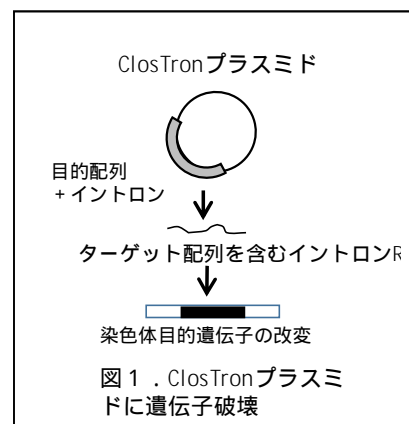 ClosTronプラスミド
目的配列
+イントロン
ターゲット配列を含むイントロンR
染色体目的遺伝子の改変
図1．ClosTronプラスミ
ドに遺伝子破壊